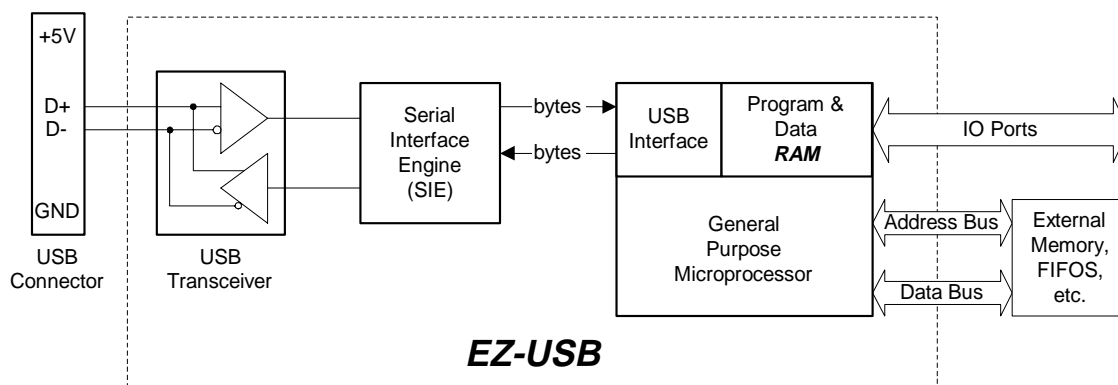 +5V
D+
D-
GND
USB
Connector
USB
Transceiver
Serial
Interface
Engine
(SIE)
bytes
bytes
USB
Interface
Program &
Data
RAM
General
Purpose
Microprocessor
IO Ports
Address Bus
Data Bus
External
Memory,
FIFOS,
etc.
EZ-USB